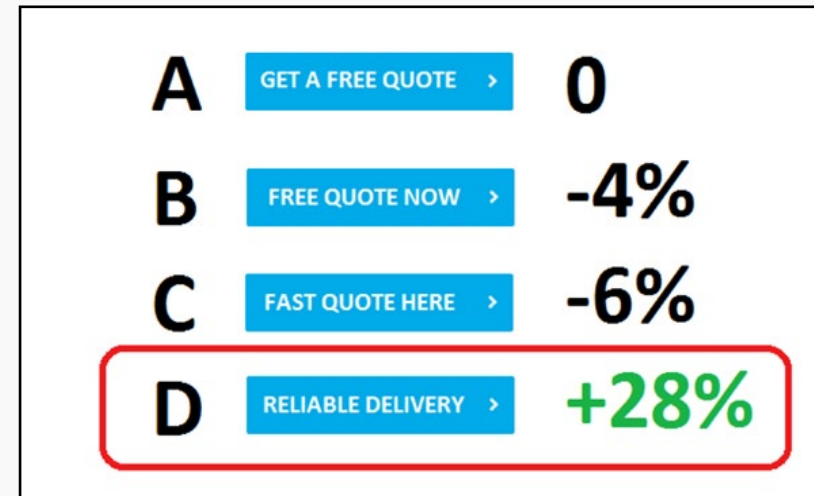 A GET A FREE QUOTE > 0
B FREE QUOTE NOW > -4%
C FAST QUOTE HERE > -6%
D RELIABLE DELIVERY > +28%